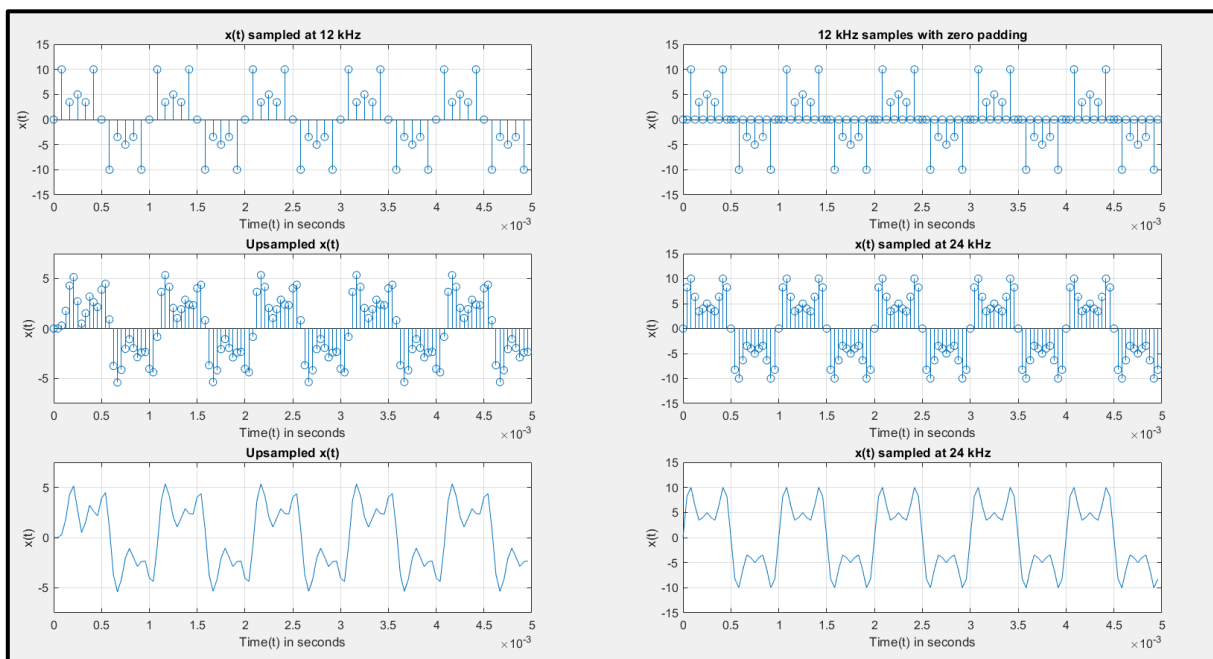 x(t) sampled at 12 kHz
15
10
5
0
-5
-10
-15
x(t)
0 0.5 1 1.5 2 2.5 3 3.5 4 4.5 5
Time(t) in seconds
×10⁻³
12 kHz samples with zero padding
15
10
5
0
-5
-10
-15
x(t)
0 0.5 1 1.5 2 2.5 3 3.5 4 4.5 5
Time(t) in seconds
×10⁻³
Upsampled x(t)
5
0
-5
x(t)
0 0.5 1 1.5 2 2.5 3 3.5 4 4.5 5
Time(t) in seconds
×10⁻³
x(t) sampled at 24 kHz
15
10
5
0
-5
-10
-15
x(t)
0 0.5 1 1.5 2 2.5 3 3.5 4 4.5 5
Time(t) in seconds
×10⁻³
Upsampled x(t)
5
0
-5
x(t)
0 0.5 1 1.5 2 2.5 3 3.5 4 4.5 5
Time(t) in seconds
×10⁻³
x(t) sampled at 24 kHz
15
10
5
0
-5
-10
-15
x(t)
0 0.5 1 1.5 2 2.5 3 3.5 4 4.5 5
Time(t) in seconds
×10⁻³